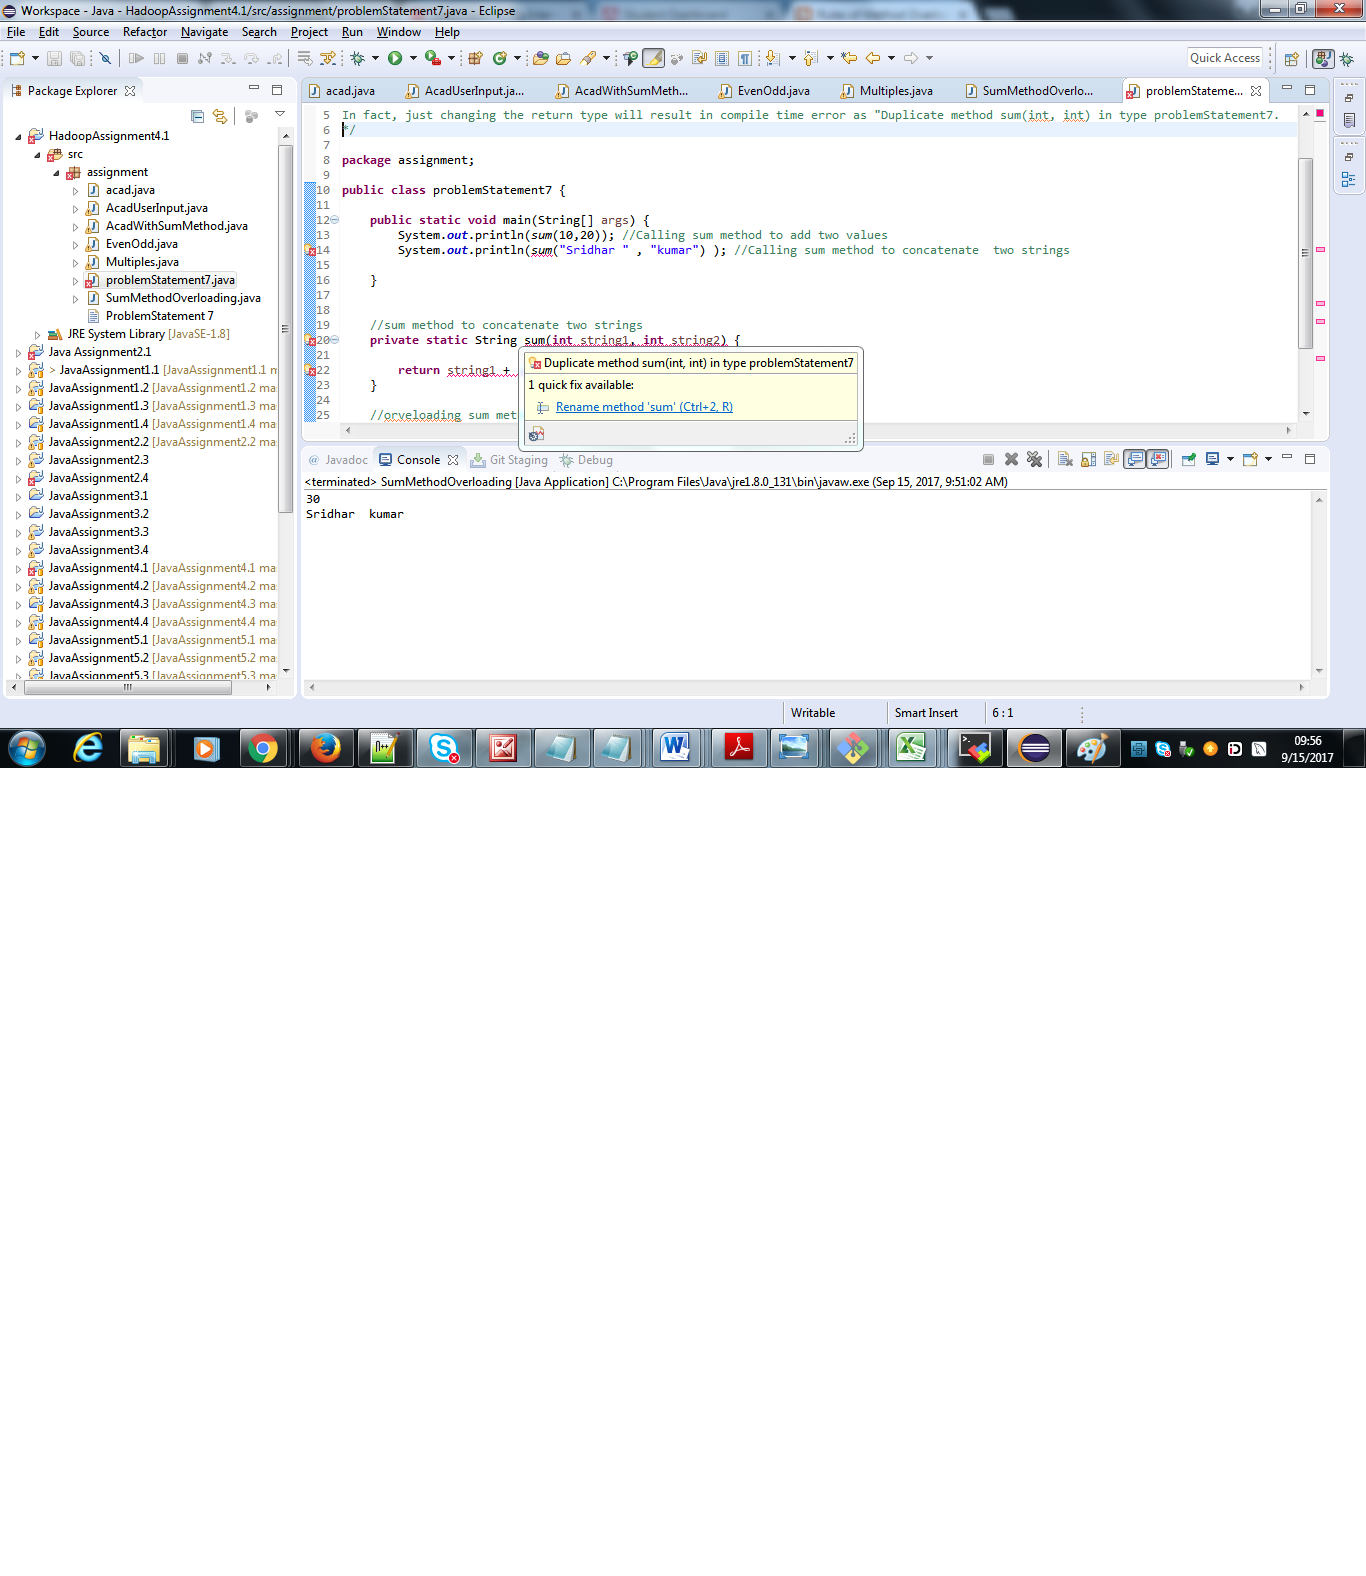 Workspace - Java - HadoopAssignment4.1/src/assignment/problemStatement7.java - Eclipse
File Edit Source Refactor Navigate Search Project Run Window Help
Quick Access
Package Explorer
HadoopAssignment4.1
src
assignment
acad.java
AcadUserInput.java
AcadWithSumMethod.java
EvenOdd.java
Multiples.java
problemStatement7.java
SumMethodOverloading.java
ProblemStatement 7
JRE System Library [JavaSE-1.8]
Java Assignment2.1
> JavaAssignment1.1 [JavaAssignment1.1 m
JavaAssignment1.2 [JavaAssignment1.2 mas
JavaAssignment1.3 [JavaAssignment1.3 mas
JavaAssignment1.4 [JavaAssignment1.4 mas
JavaAssignment2.2 [JavaAssignment2.2 mas
JavaAssignment2.3
JavaAssignment2.4
JavaAssignment3.1
JavaAssignment3.2
JavaAssignment3.3
JavaAssignment3.4
JavaAssignment4.1 [JavaAssignment4.1 mas
JavaAssignment4.2 [JavaAssignment4.2 mas
JavaAssignment4.3 [JavaAssignment4.3 mas
JavaAssignment4.4 [JavaAssignment4.4 mas
JavaAssignment5.1 [JavaAssignment5.1 mas
JavaAssignment5.2 [JavaAssignment5.2 mas
JavaAssignment5.3 [JavaAssignment5.3 mas
acad.java AcadUserInput.ja... AcadWithSumMeth... EvenOdd.java Multiples.java SumMethodOverlo... problemStateme...
5 In fact, just changing the return type will result in compile time error as "Duplicate method sum(int, int) in type problemStatement7.
6 */
7
8 package assignment;
9
10 public class problemStatement7 {
11
12 public static void main(String[] args) {
13 System.out.println(sum(10,20)); //Calling sum method to add two values
14 System.out.println(sum("Sridhar " , "kumar") ); //Calling sum method to concatenate  two strings
15
16 }
17
18
19 //sum method to concatenate two strings
20 private static String sum(int string1, int string2) {
21
22 return string1 +
23 }
24
25 //orveloading sum met
Duplicate method sum(int, int) in type problemStatement7
1 quick fix available:
Rename method 'sum' (Ctrl+2, R)
@ Javadoc Console Git Staging Debug
<terminated> SumMethodOverloading [Java Application] C:\Program Files\Java\jre1.8.0_131\bin\javaw.exe (Sep 15, 2017, 9:51:02 AM)
30
Sridhar  kumar
Writable Smart Insert 6 : 1
09:56
9/15/2017